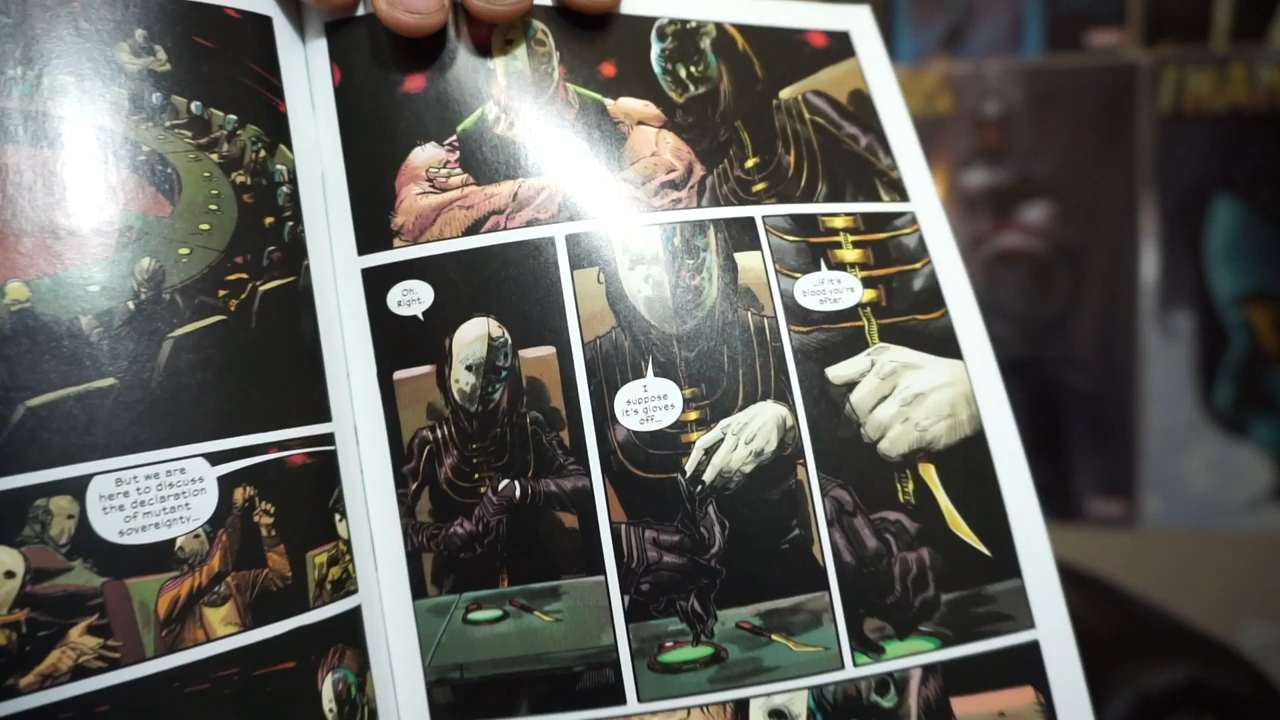 But we are
here to discuss
the declaration
of mutant
sovereignty...
Oh.
Right.
I
suppose
it's gloves
off...
...if it's
blood you're
after.